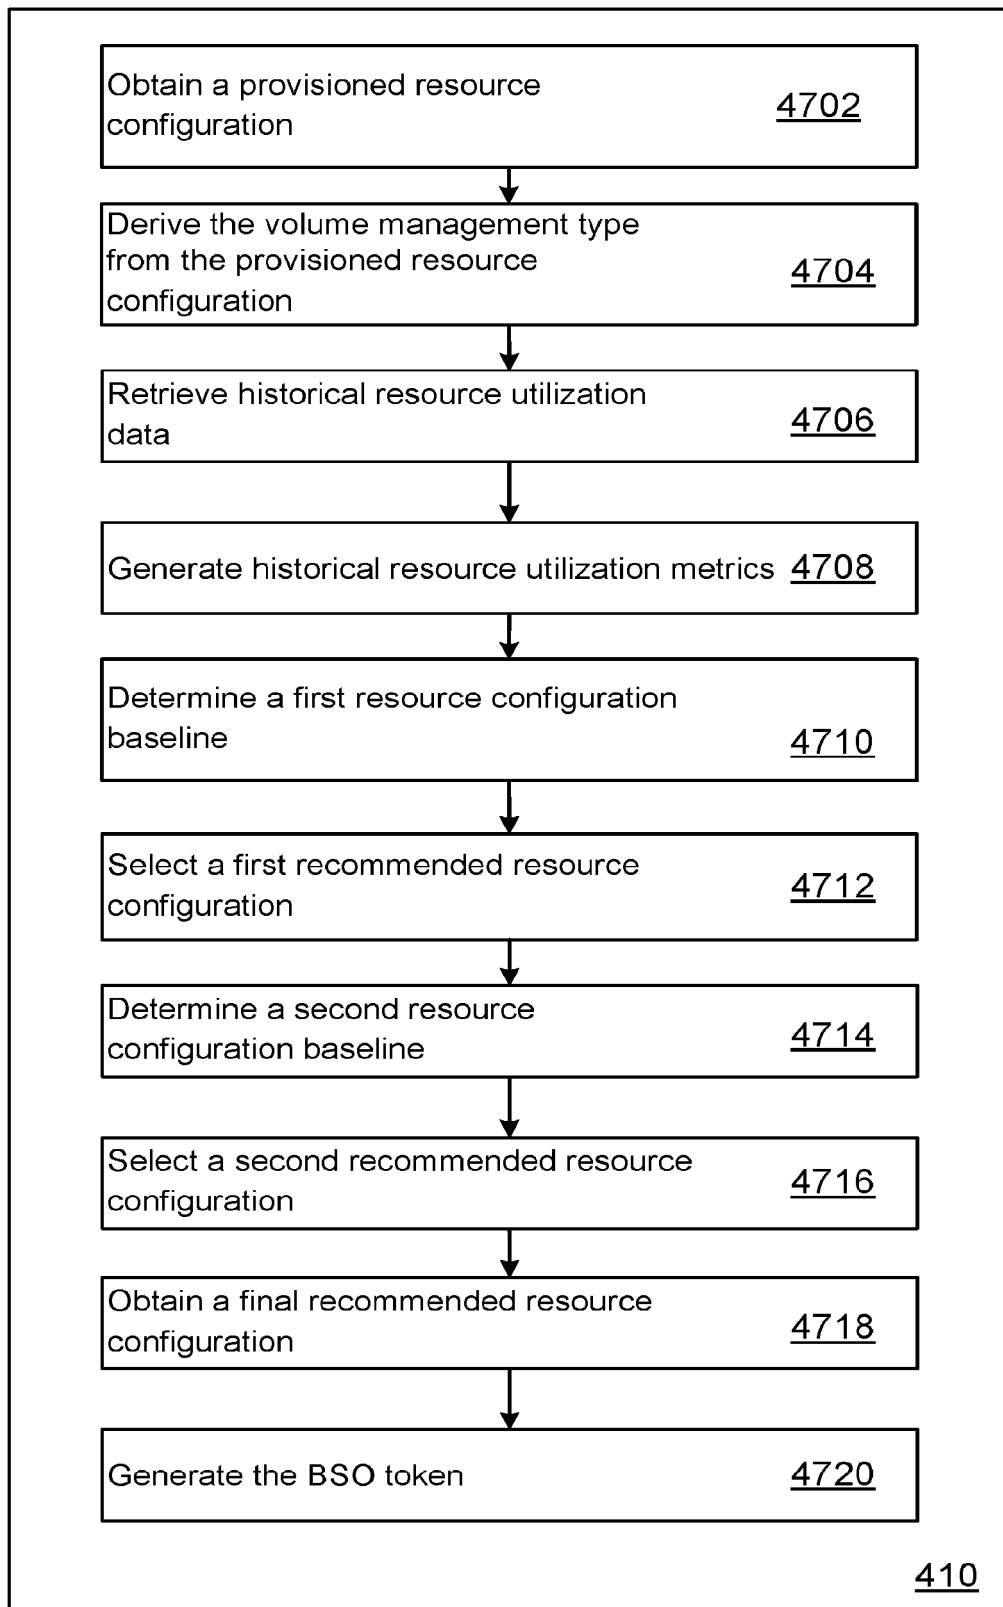 Obtain a provisioned resource
configuration
4702
Derive the volume management type
from the provisioned resource
configuration
4704
Retrieve historical resource utilization
data
4706
Generate historical resource utilization metrics 4708
Determine a first resource configuration
baseline
4710
Select a first recommended resource
configuration
4712
Determine a second resource
configuration baseline
4714
Select a second recommended resource
configuration
4716
Obtain a final recommended resource
configuration
4718
Generate the BSO token 4720
410